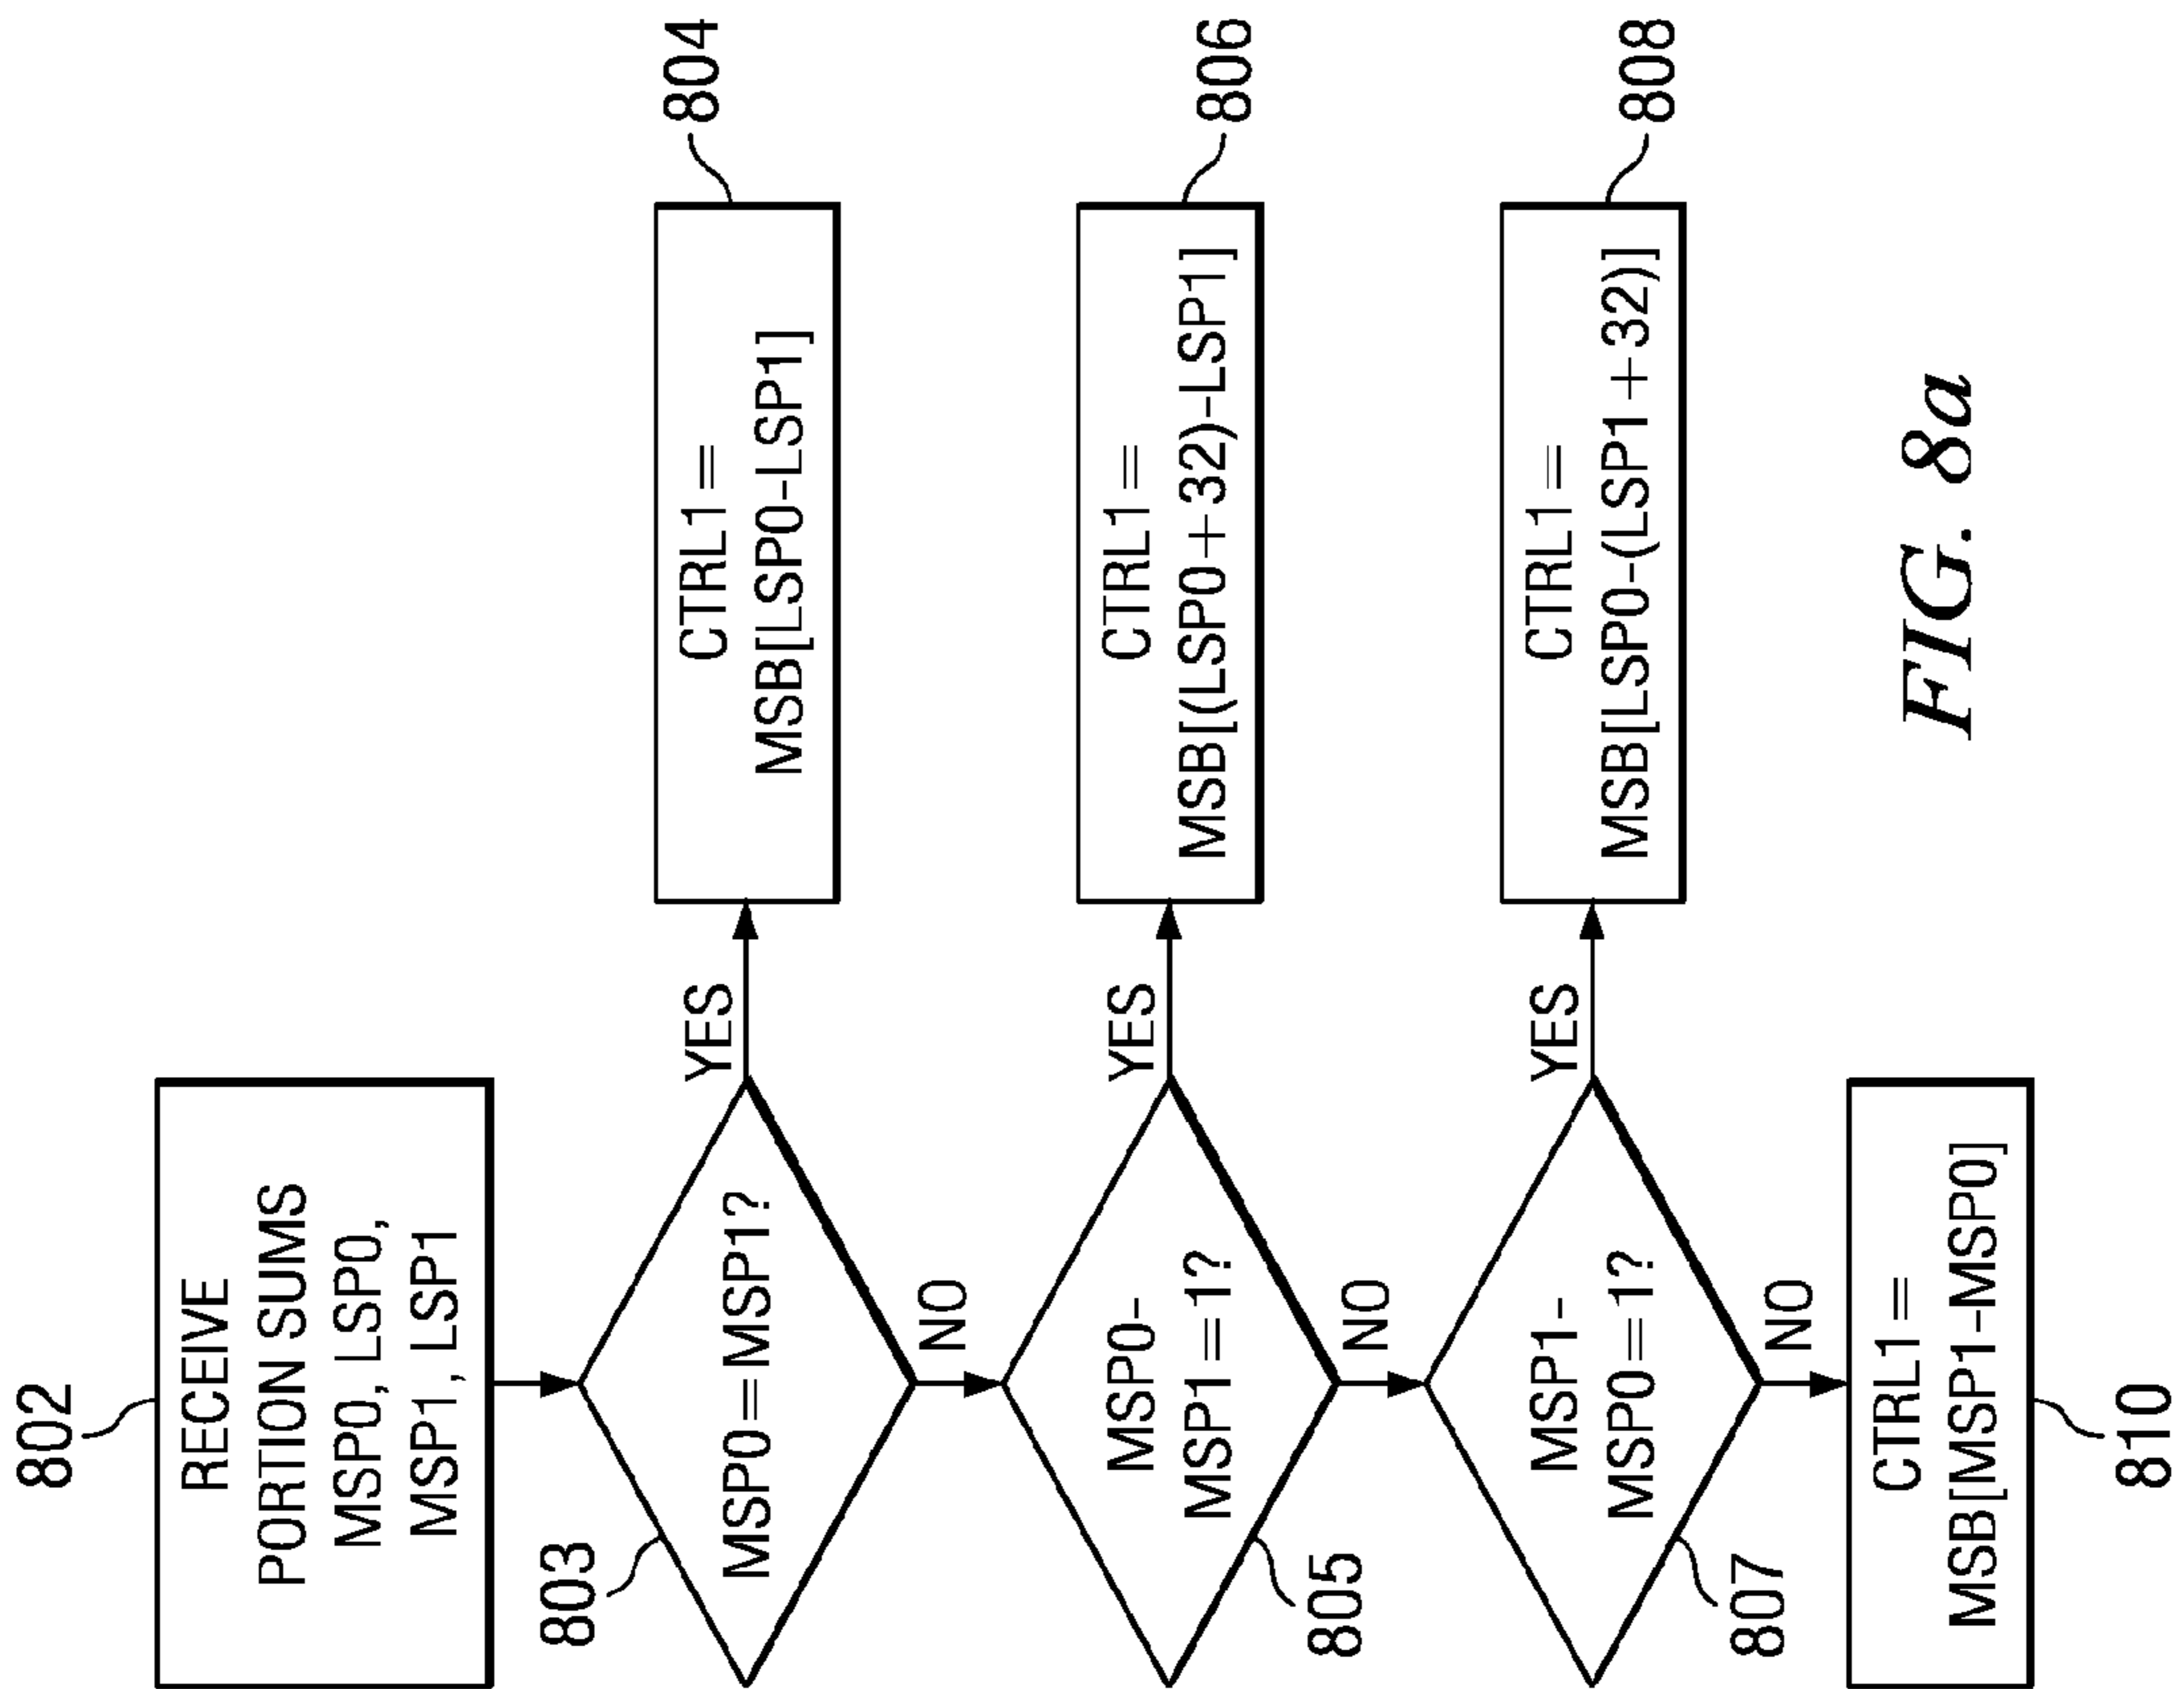 802
RECEIVE
PORTION SUMS
MSP0, LSP0,
MSP1, LSP1
803
MSP0=MSP1?
YES
CTRL1=
MSB[LSP0-LSP1]
804
NO
MSP0-
MSP1=1?
805
YES
CTRL1=
MSB[(LSP0+32)-LSP1]
806
NO
MSP1-
MSP0=1?
807
YES
CTRL1=
MSB[LSP0-(LSP1+32)]
808
NO
CTRL1=
MSB[MSP1-MSP0]
810
FIG. 8a